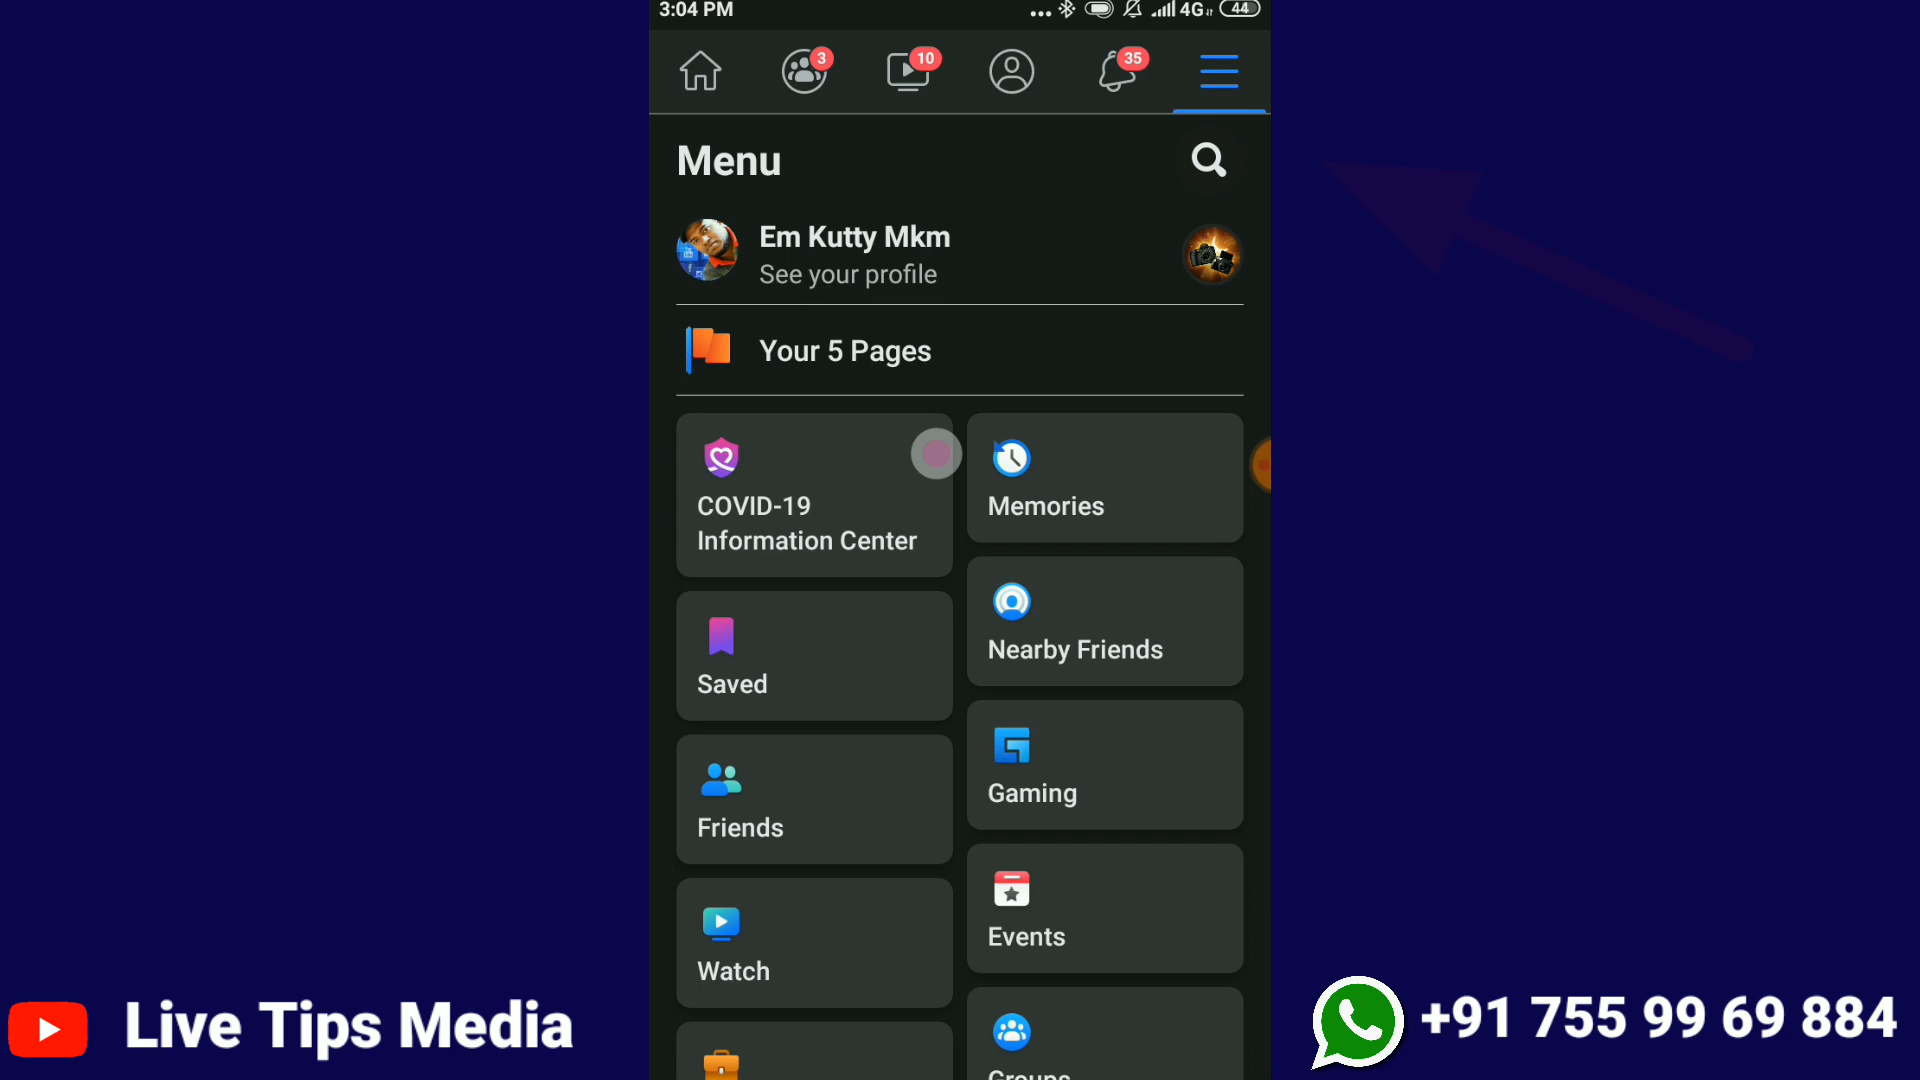 3:04 PM
4G
44
3
10
35
Menu
Em Kutty Mkm
See your profile
Your 5 Pages
COVID-19
Information Center
Memories
Saved
Nearby Friends
Friends
Gaming
Watch
Events
Groups
Live Tips Media
+91 755 99 69 884